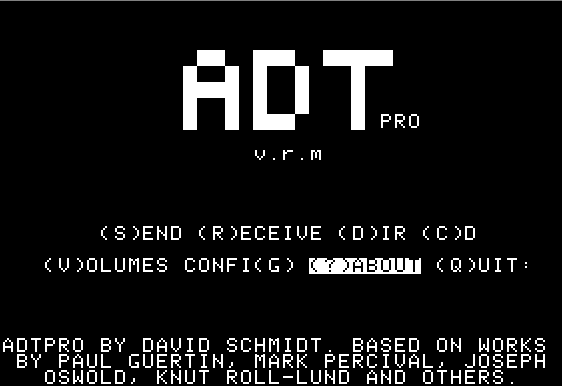 ADT
PRO
v.r.m
(S)END (R)ECEIVE (D)IR (C)D
(V)OLUMES CONFI(G) (?)ABOUT (Q)UIT:
ADTPRO BY DAVID SCHMIDT. BASED ON WORKS
BY PAUL GUERTIN, MARK PERCIVAL, JOSEPH
OSWOLD, KNUT ROLL-LUND AND OTHERS.